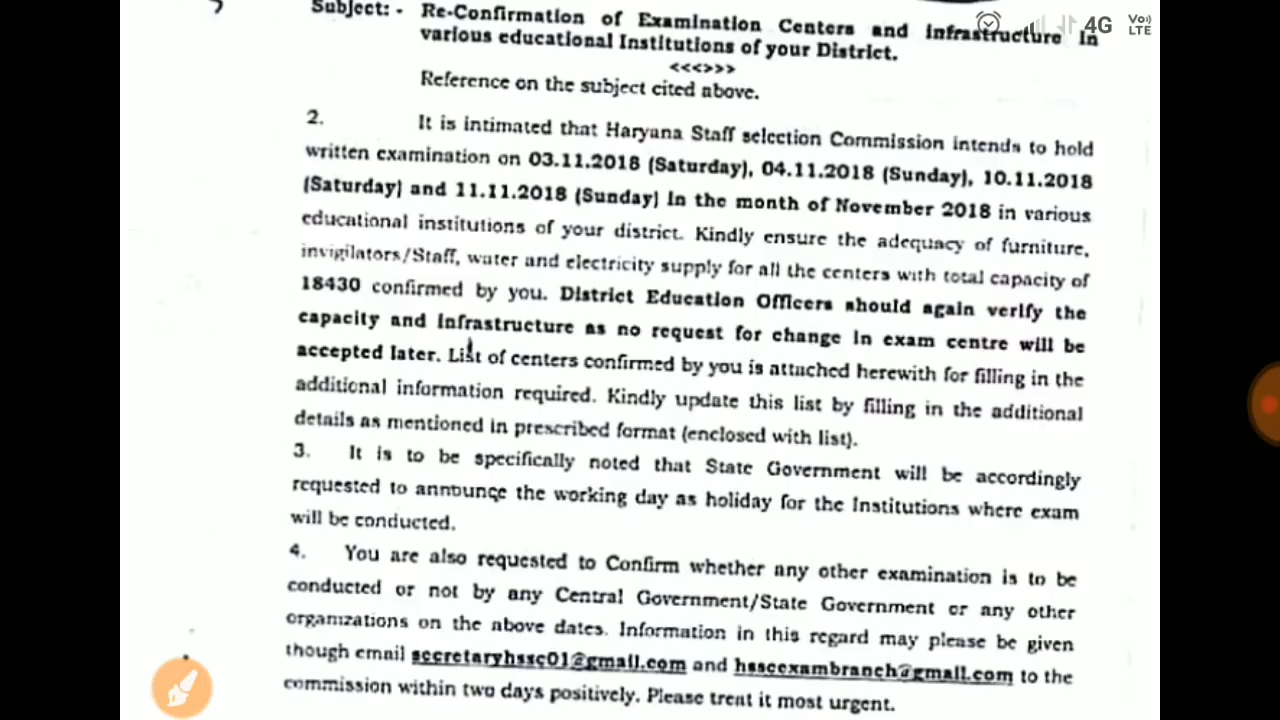 Subject: - Re-Confirmation of Examination Centers and Infrastructure in
4G
Vo)) LTE
various educational Institutions of your District.
<<<>>>
Reference on the subject cited above.
2. It is intimated that Haryana Staff selection Commission intends to hold
written examination on 03.11.2018 (Saturday), 04.11.2018 (Sunday), 10.11.2018
(Saturday) and 11.11.2018 (Sunday) in the month of November 2018 in various
educational institutions of your district. Kindly ensure the adequacy of furniture,
invigilators/Staff, water and electricity supply for all the centers with total capacity of
18430 confirmed by you. District Education Officers should again verify the
capacity and infrastructure as no request for change in exam centre will be
accepted later. List of centers confirmed by you is attached herewith for filling in the
additional information required. Kindly update this list by filling in the additional
details as mentioned in prescribed format (enclosed with list).
3. It is to be specifically noted that State Government will be accordingly
requested to announce the working day as holiday for the Institutions where exam
will be conducted.
4. You are also requested to Confirm whether any other examination is to be
conducted or not by any Central Government/State Government or any other
organizations on the above dates. Information in this regard may please be given
though email secretaryhssc01@gmail.com and hsscexambranch@gmail.com to the
commission within two days positively. Please treat it most urgent.